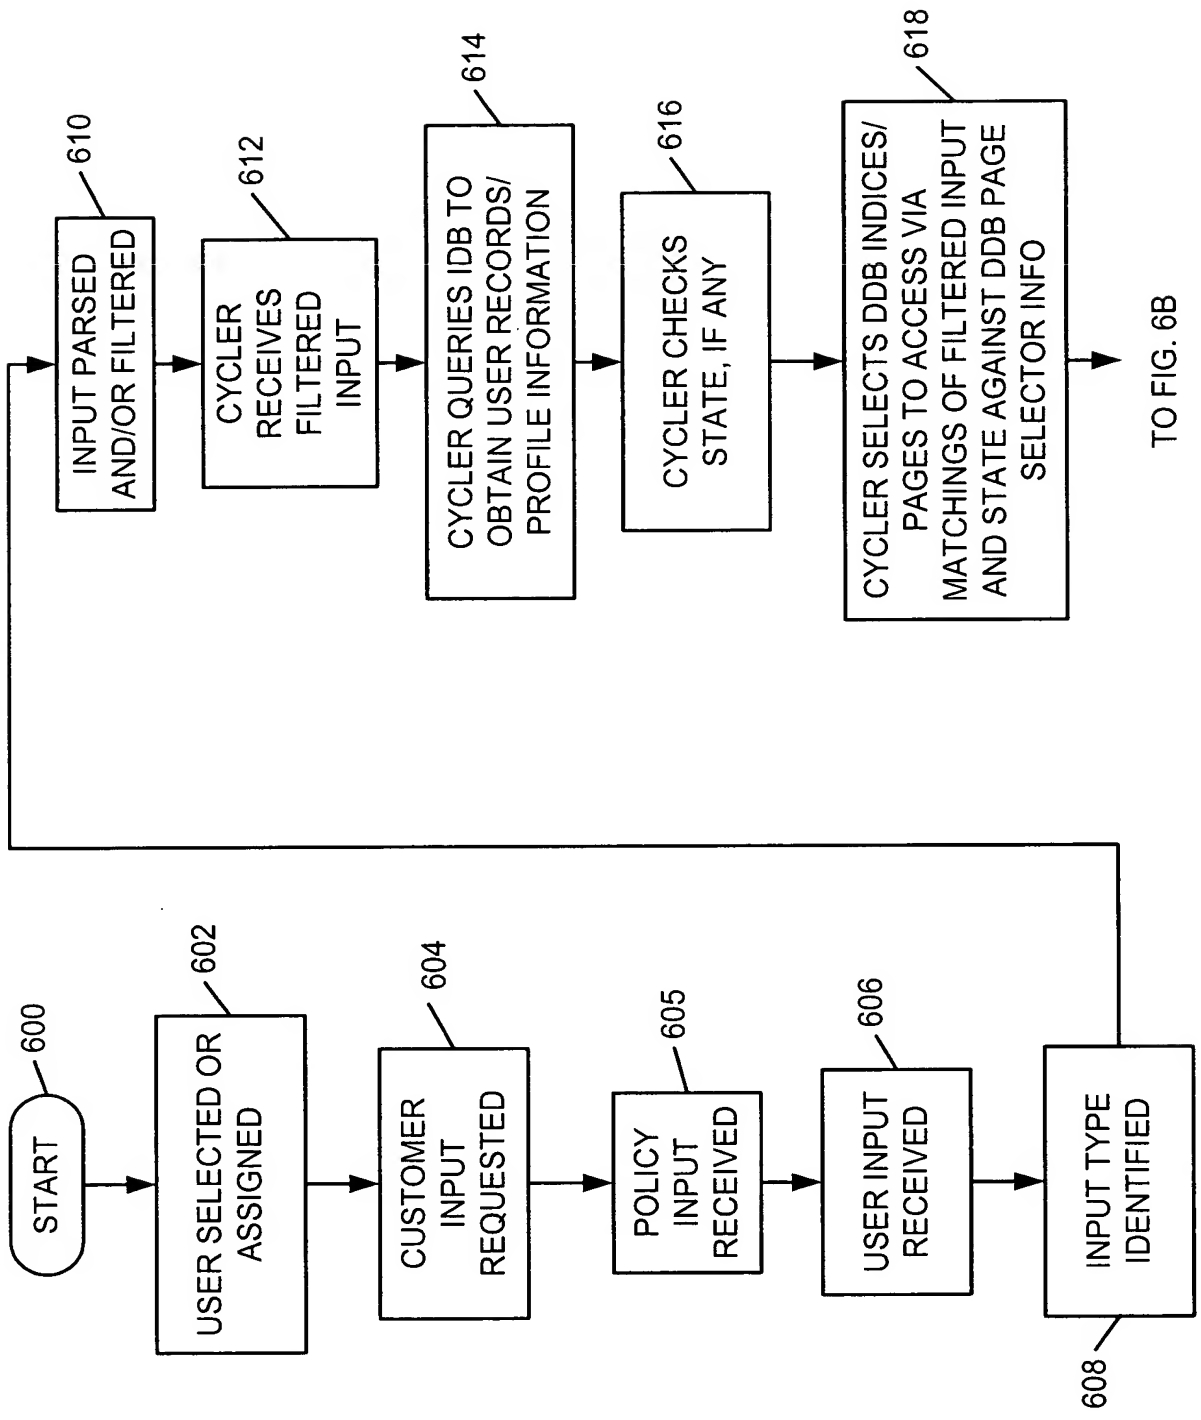 600
START
602
USER SELECTED OR
ASSIGNED
604
CUSTOMER
INPUT
REQUESTED
605
POLICY
INPUT
RECEIVED
606
USER INPUT
RECEIVED
608
INPUT TYPE
IDENTIFIED
610
INPUT PARSED
AND/OR FILTERED
612
CYCLER
RECEIVES
FILTERED
INPUT
614
CYCLER QUERIES IDB TO
OBTAIN USER RECORDS/
PROFILE INFORMATION
616
CYCLER CHECKS
STATE, IF ANY
618
CYCLER SELECTS DDB INDICES/
PAGES TO ACCESS VIA
MATCHINGS OF FILTERED INPUT
AND STATE AGAINST DDB PAGE
SELECTOR INFO
TO FIG. 6B